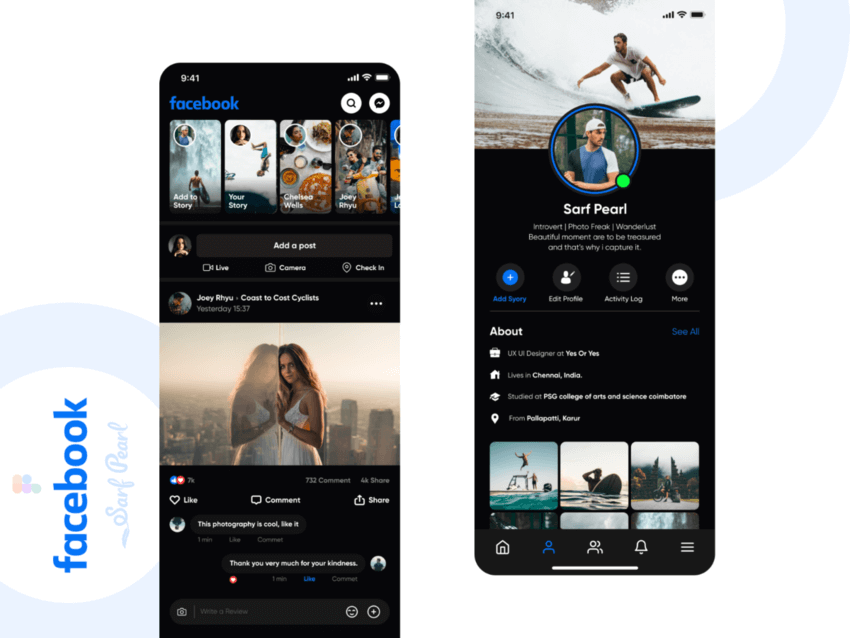 9:41
facebook
Add to
Story
Your
Story
Chelsea
Wells
Joey
Rhyu
Add a post
Live
Camera
Check In
Joey Rhyu • Coast to Cost Cyclists
Yesterday 15:37
7k
732 Comment
4k Share
Like
Comment
Share
This photography is cool, like it
1 min
Like
Commet
Thank you very much for your kindness.
1 min
Like
Commet
Write a Review
9:41
Sarf Pearl
Introvert | Photo Freak | Wanderlust
Beautiful moment are to be treasured
and that's why i capture it.
Add Syory
Edit Profile
Activity Log
More
About
See All
UX UI Designer at Yes Or Yes
Lives in Chennai, India.
Studied at PSG college of arts and science coimbatore
From Pallapatti, Karur
facebook
Sarf Pearl